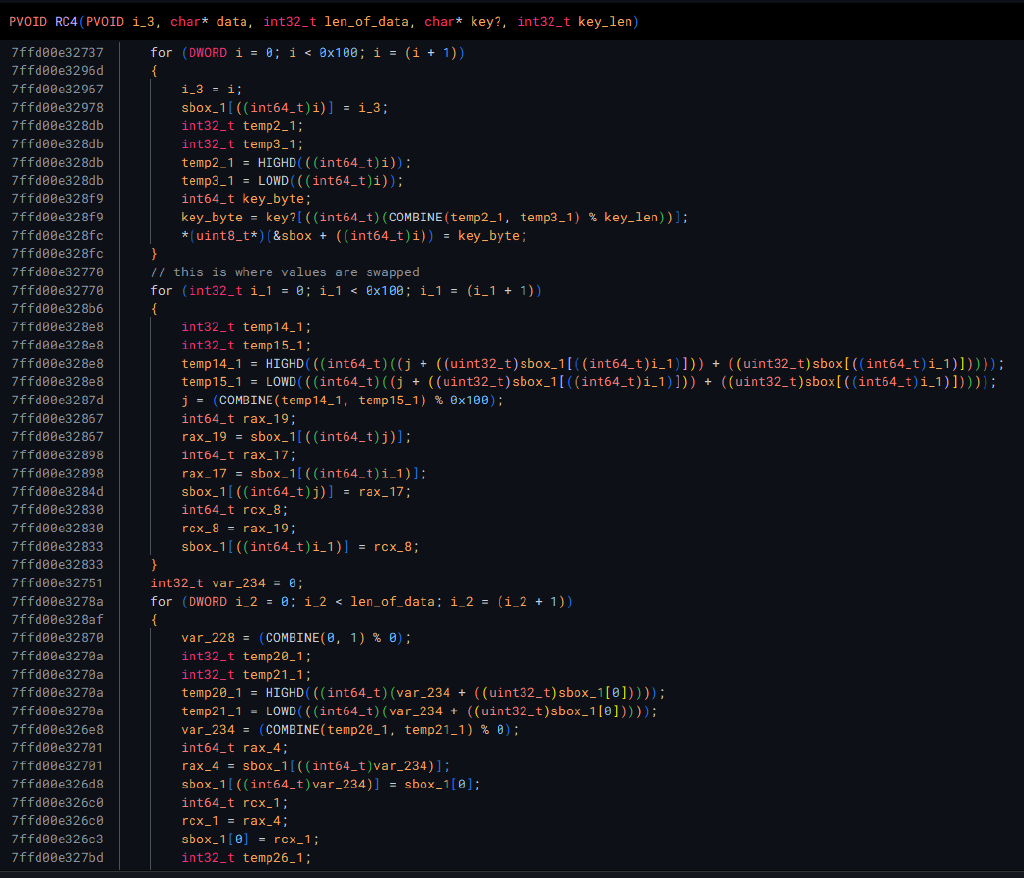 PVOID RC4(PVOID i_3, char* data, int32_t len_of_data, char* key?, int32_t key_len)
7ffd00e32737 for (DWORD i = 0; i < 0x100; i = (i + 1))
7ffd00e3296d {
7ffd00e32967 i_3 = i;
7ffd00e32978 sbox_1[((int64_t)i)] = i_3;
7ffd00e328db int32_t temp2_1;
7ffd00e328db int32_t temp3_1;
7ffd00e328db temp2_1 = HIGHD(((int64_t)i));
7ffd00e328db temp3_1 = LOWD(((int64_t)i));
7ffd00e328f9 int64_t key_byte;
7ffd00e328f9 key_byte = key?[((int64_t)(COMBINE(temp2_1, temp3_1) % key_len))];
7ffd00e328fc *(uint8_t*)(&sbox + ((int64_t)i)) = key_byte;
7ffd00e328fc }
7ffd00e32770 // this is where values are swapped
7ffd00e32770 for (int32_t i_1 = 0; i_1 < 0x100; i_1 = (i_1 + 1))
7ffd00e328b6 {
7ffd00e328e8 int32_t temp14_1;
7ffd00e328e8 int32_t temp15_1;
7ffd00e328e8 temp14_1 = HIGHD(((int64_t)((j + ((uint32_t)sbox_1[((int64_t)i_1)])) + ((uint32_t)sbox[((int64_t)i_1)]))));
7ffd00e328e8 temp15_1 = LOWD(((int64_t)((j + ((uint32_t)sbox_1[((int64_t)i_1)])) + ((uint32_t)sbox[((int64_t)i_1)]))));
7ffd00e3287d j = (COMBINE(temp14_1, temp15_1) % 0x100);
7ffd00e32867 int64_t rax_19;
7ffd00e32867 rax_19 = sbox_1[((int64_t)j)];
7ffd00e32898 int64_t rax_17;
7ffd00e32898 rax_17 = sbox_1[((int64_t)i_1)];
7ffd00e3284d sbox_1[((int64_t)j)] = rax_17;
7ffd00e32830 int64_t rcx_8;
7ffd00e32830 rcx_8 = rax_19;
7ffd00e32833 sbox_1[((int64_t)i_1)] = rcx_8;
7ffd00e32833 }
7ffd00e32751 int32_t var_234 = 0;
7ffd00e3278a for (DWORD i_2 = 0; i_2 < len_of_data; i_2 = (i_2 + 1))
7ffd00e328af {
7ffd00e32870 var_228 = (COMBINE(0, 1) % 0);
7ffd00e3270a int32_t temp20_1;
7ffd00e3270a int32_t temp21_1;
7ffd00e3270a temp20_1 = HIGHD(((int64_t)(var_234 + ((uint32_t)sbox_1[0]))));
7ffd00e3270a temp21_1 = LOWD(((int64_t)(var_234 + ((uint32_t)sbox_1[0]))));
7ffd00e326e8 var_234 = (COMBINE(temp20_1, temp21_1) % 0);
7ffd00e32701 int64_t rax_4;
7ffd00e32701 rax_4 = sbox_1[((int64_t)var_234)];
7ffd00e326d8 sbox_1[((int64_t)var_234)] = sbox_1[0];
7ffd00e326c0 int64_t rcx_1;
7ffd00e326c0 rcx_1 = rax_4;
7ffd00e326c3 sbox_1[0] = rcx_1;
7ffd00e327bd int32_t temp26_1;